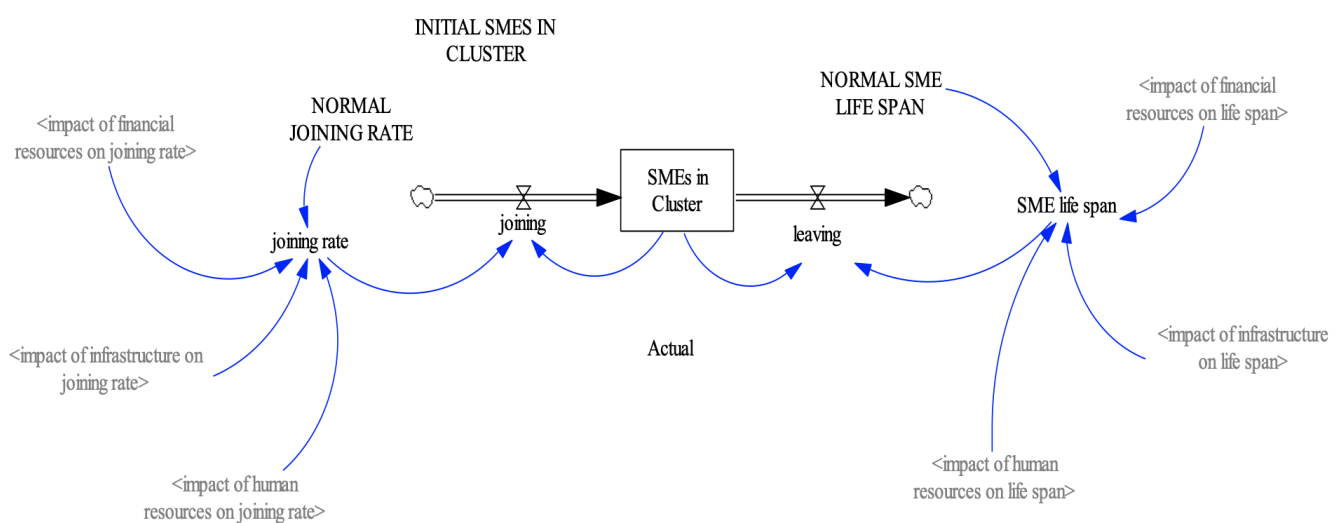 INITIAL SMES IN
CLUSTER
NORMAL
JOINING RATE
NORMAL SME
LIFE SPAN
<impact of financial
resources on joining rate>
<impact of financial
resources on life span>
SMEs in
Cluster
joining rate
joining
leaving
SME life span
<impact of infrastructure on
joining rate>
Actual
<impact of infrastructure
on life span>
<impact of human
resources on joining rate>
<impact of human
resources on life span>